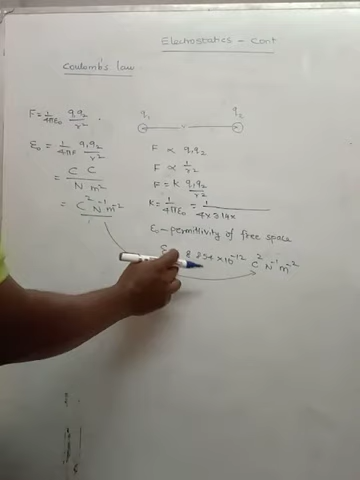 Electrostatics - Cont
Coulomb's law
F = 1/4πε₀ q₁q₂/r²
ε₀ = 1/4πF q₁q₂/r²
= C C / N m²
= C² N⁻¹ m⁻²
q₁ q₂
r
F ∝ q₁q₂
F ∝ 1/r²
F = K q₁q₂/r²
K = 1/4πε₀ = 1/4×3.14×
ε₀ - permittivity of free space
8.854 × 10⁻¹² C² N⁻¹ m⁻²